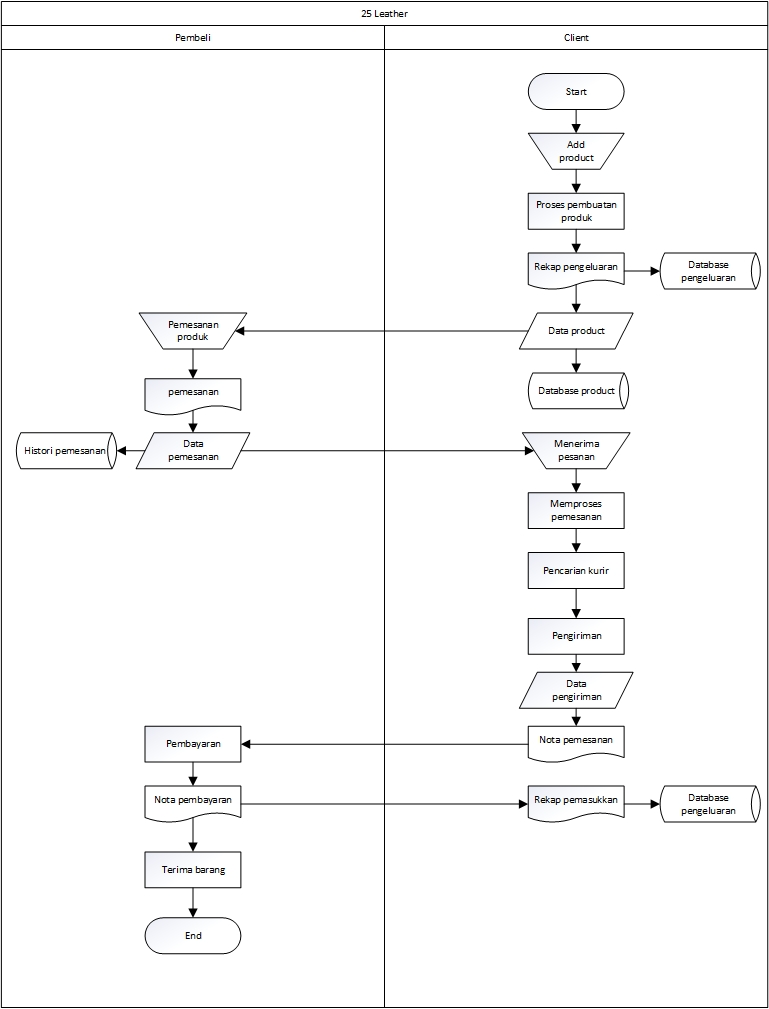 25 Leather
Pembeli
Client
Start
Add
product
Proses pembuatan
produk
Rekap pengeluaran
Database
pengeluaran
Pemesanan
produk
Data product
pemesanan
Database product
Histori pemesanan
Data
pemesanan
Menerima
pesanan
Memproses
pemesanan
Pencarian kurir
Pengiriman
Data
pengiriman
Pembayaran
Nota pemesanan
Nota pembayaran
Rekap pemasukkan
Database
pengeluaran
Terima barang
End